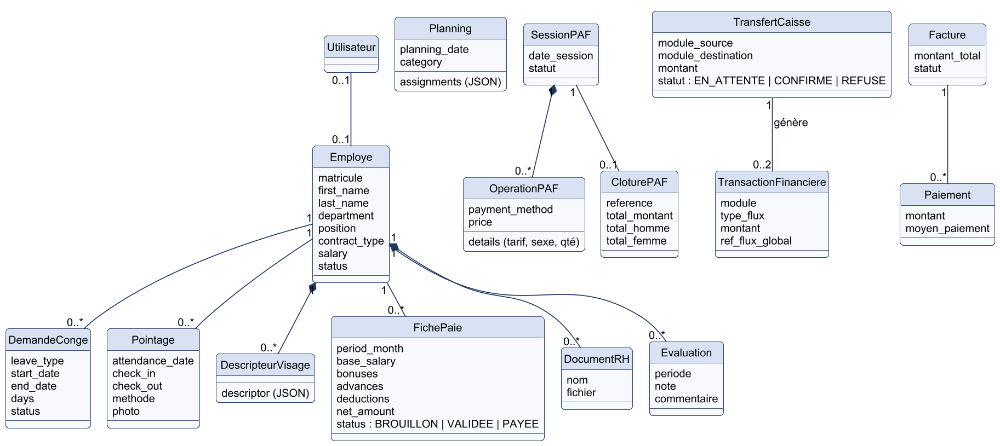 Utilisateur
0..1
0..1
Planning
planning_date
category
assignments (JSON)
SessionPAF
date_session
statut
1
1
0..*
0..1
OperationPAF
payment_method
price
details (tarif, sexe, qté)
CloturePAF
reference
total_montant
total_homme
total_femme
TransfertCaisse
module_source
module_destination
montant
statut : EN_ATTENTE | CONFIRME | REFUSE
1
génère
0..2
TransactionFinanciere
module
type_flux
montant
ref_flux_global
Facture
montant_total
statut
1
0..*
Paiement
montant
moyen_paiement
Employe
matricule
first_name
last_name
department
position
contract_type
salary
status
1
1
1
1
1
1
0..*
0..*
0..*
0..*
0..*
0..*
DemandeConge
leave_type
start_date
end_date
days
status
Pointage
attendance_date
check_in
check_out
methode
photo
DescripteurVisage
descriptor (JSON)
FichePaie
period_month
base_salary
bonuses
advances
deductions
net_amount
status : BROUILLON | VALIDEE | PAYEE
DocumentRH
nom
fichier
Evaluation
periode
note
commentaire